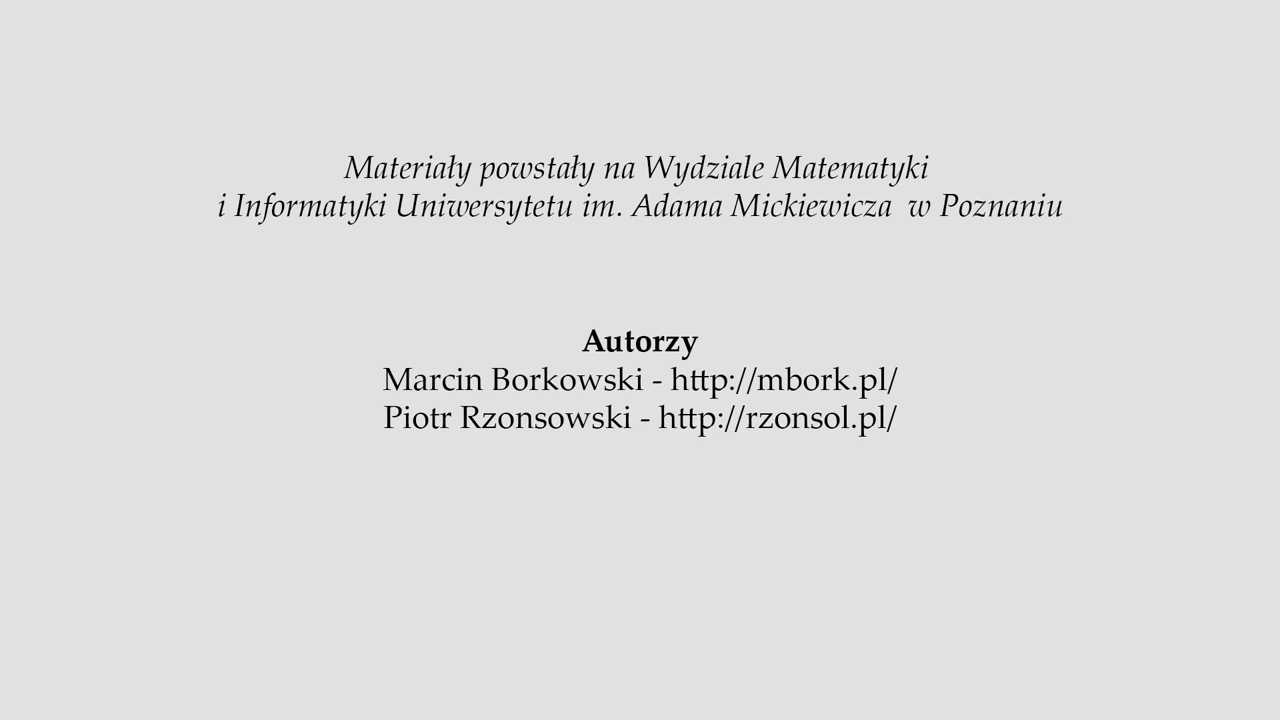 Materiały powstały na Wydziale Matematyki
i Informatyki Uniwersytetu im. Adama Mickiewicza w Poznaniu
Autorzy
Marcin Borkowski - http://mbork.pl/
Piotr Rzonsowski - http://rzonsol.pl/